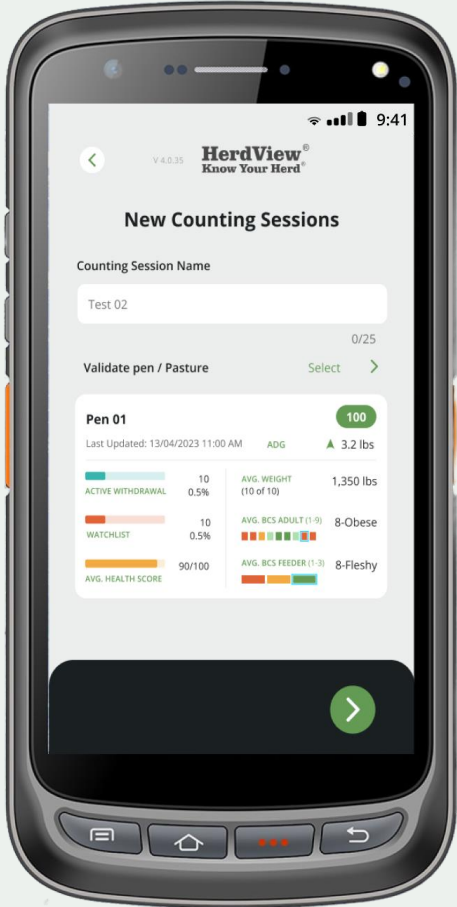 9:41
V 4.0.35
HerdView®
Know Your Herd®
New Counting Sessions
Counting Session Name
Test 02
0/25
Validate pen / Pasture Select
Pen 01 100
Last Updated: 13/04/2023 11:00 AM ADG 3.2 lbs
10
ACTIVE WITHDRAWAL 0.5%
10
WATCHLIST 0.5%
90/100
AVG. HEALTH SCORE
AVG. WEIGHT 1,350 lbs
(10 of 10)
AVG. BCS ADULT (1-9) 8-Obese
AVG. BCS FEEDER (1-3) 8-Fleshy